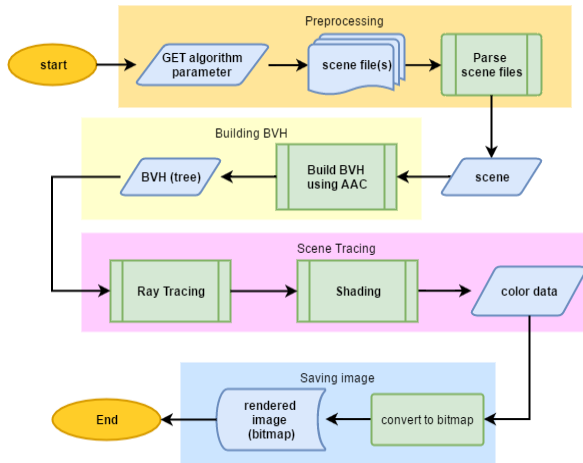 Preprocessing
start
GET algorithm
parameter
scene file(s)
Parse
scene files
Building BVH
BVH (tree)
Build BVH
using AAC
scene
Scene Tracing
Ray Tracing
Shading
color data
Saving image
End
rendered
image
(bitmap)
convert to bitmap